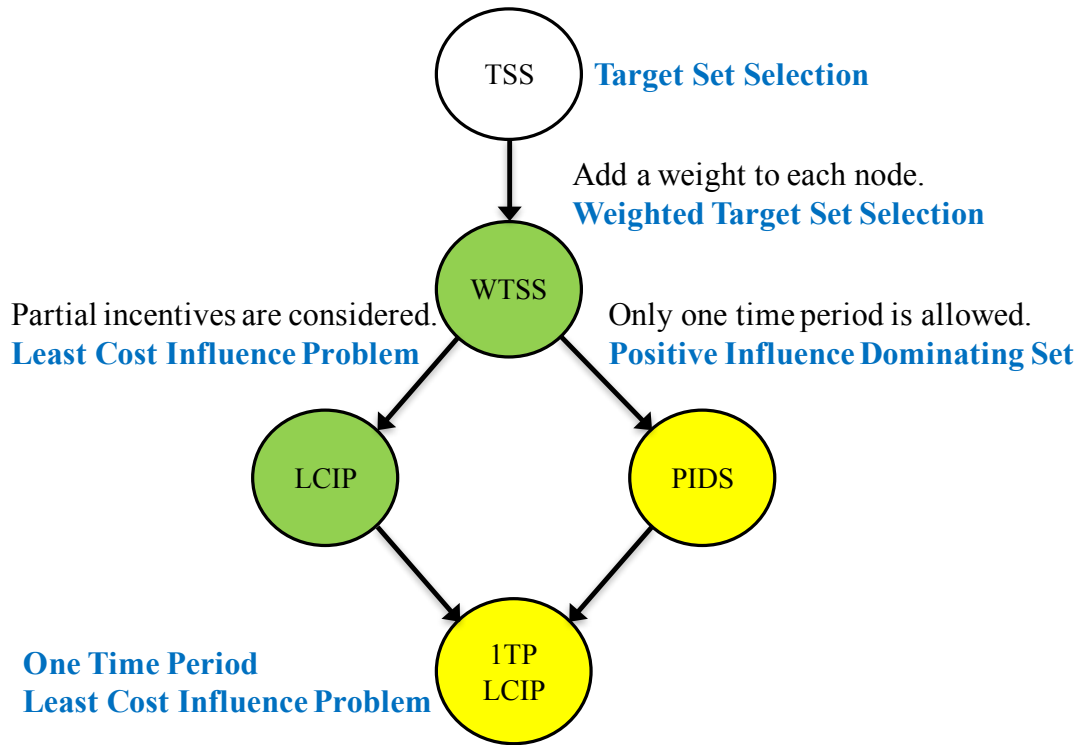 TSS
Target Set Selection
Add a weight to each node.
Weighted Target Set Selection
WTSS
Partial incentives are considered.
Least Cost Influence Problem
Only one time period is allowed.
Positive Influence Dominating Set
LCIP
PIDS
1TP
LCIP
One Time Period
Least Cost Influence Problem